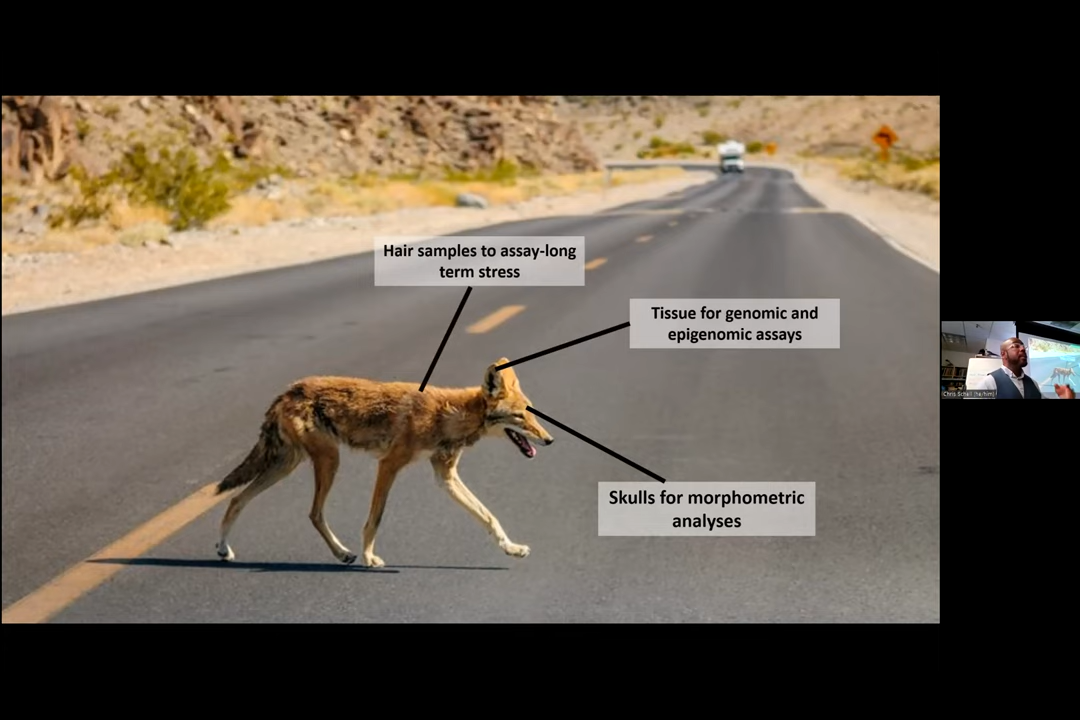 Hair samples to assay-long
term stress
Tissue for genomic and
epigenomic assays
Skulls for morphometric
analyses
Chris Schell (he/him)